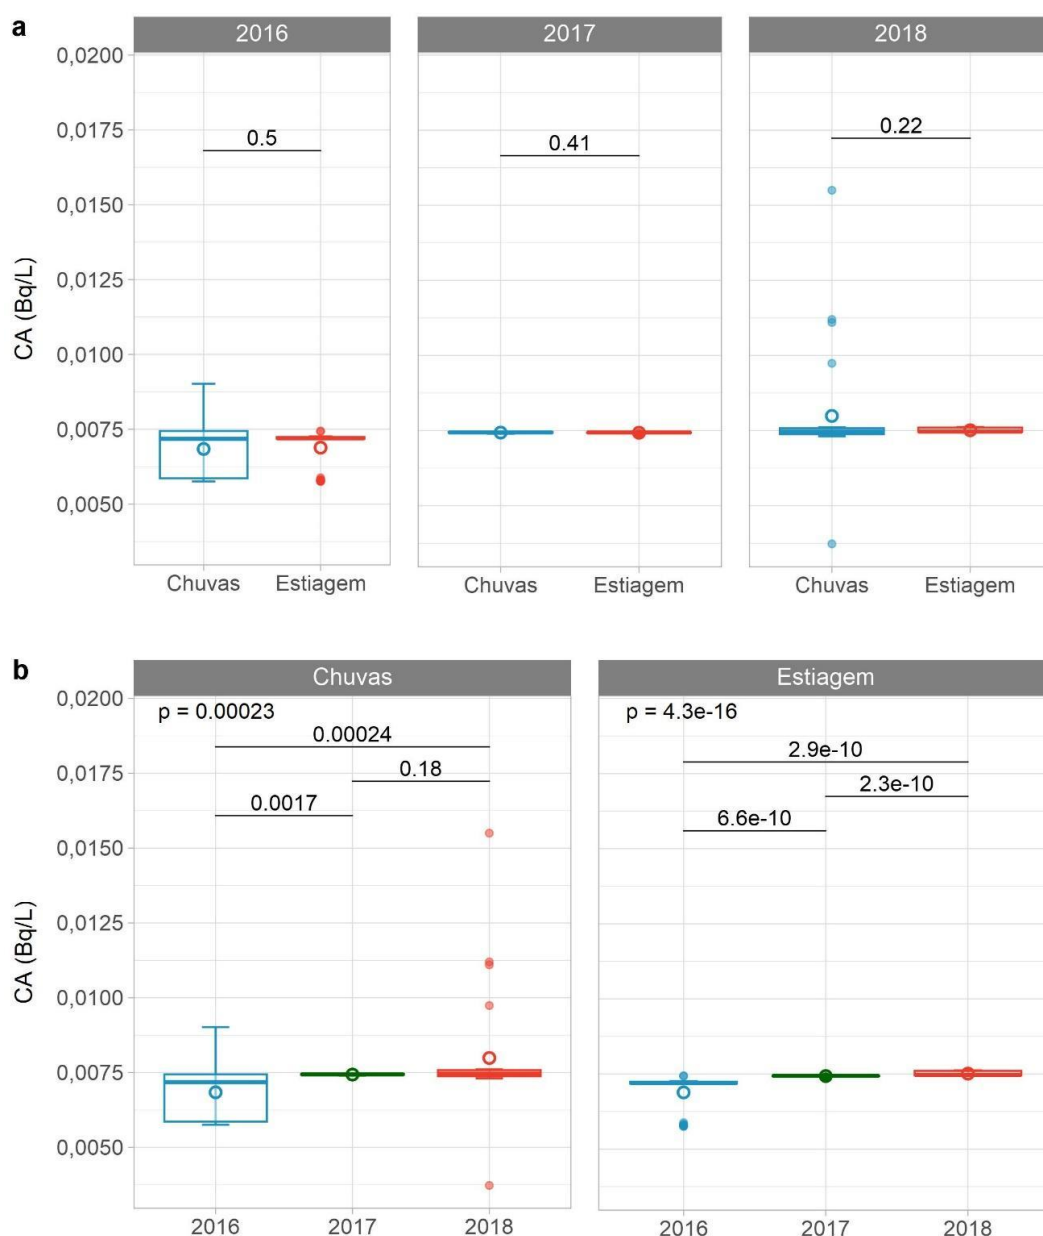 a
2016 2017 2018
0,0200
0,0175
0,0150
0,0125
0,0100
0,0075
0,0050
CA (Bq/L)
0.5 0.41 0.22
Chuvas Estiagem Chuvas Estiagem Chuvas Estiagem
b
Chuvas Estiagem
0,0200
0,0175
0,0150
0,0125
0,0100
0,0075
0,0050
CA (Bq/L)
p = 0.00023
0.00024
0.18
0.0017
p = 4.3e-16
2.9e-10
2.3e-10
6.6e-10
2016 2017 2018 2016 2017 2018